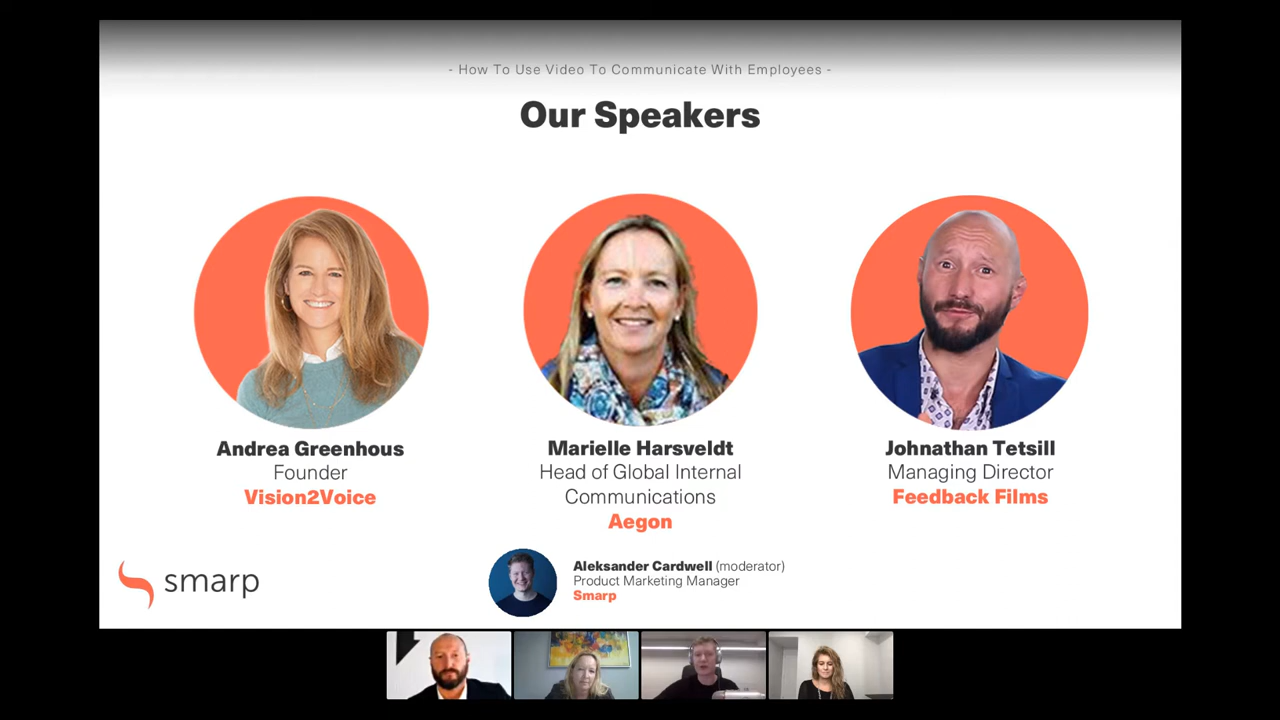 - How To Use Video To Communicate With Employees -
Our Speakers
Andrea Greenhous
Founder
Vision2Voice
Marielle Harsveldt
Head of Global Internal
Communications
Aegon
Johnathan Tetsill
Managing Director
Feedback Films
smarp
Aleksander Cardwell (moderator)
Product Marketing Manager
Smarp